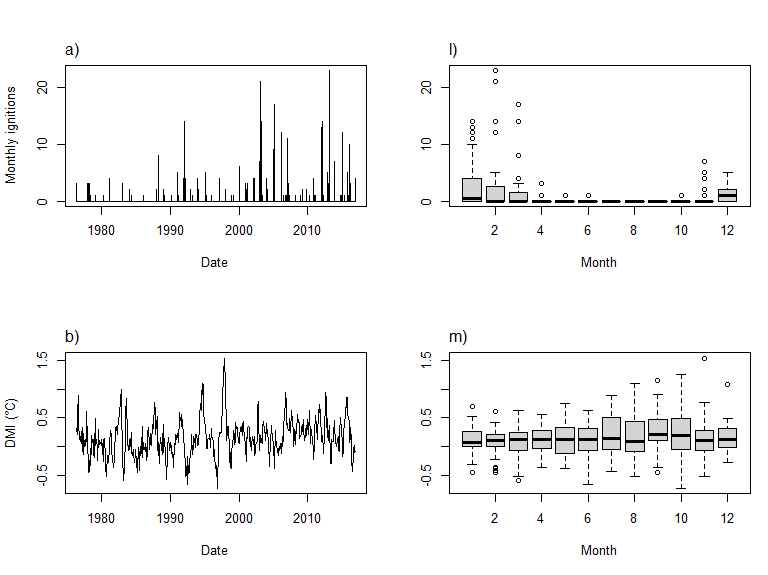 a)
Monthly ignitions
0 10 20
1980 1990 2000 2010
Date
l)
0 10 20
2 4 6 8 10 12
Month
b)
DMI (°C)
-0.5 0.5 1.5
1980 1990 2000 2010
Date
m)
-0.5 0.5 1.5
2 4 6 8 10 12
Month